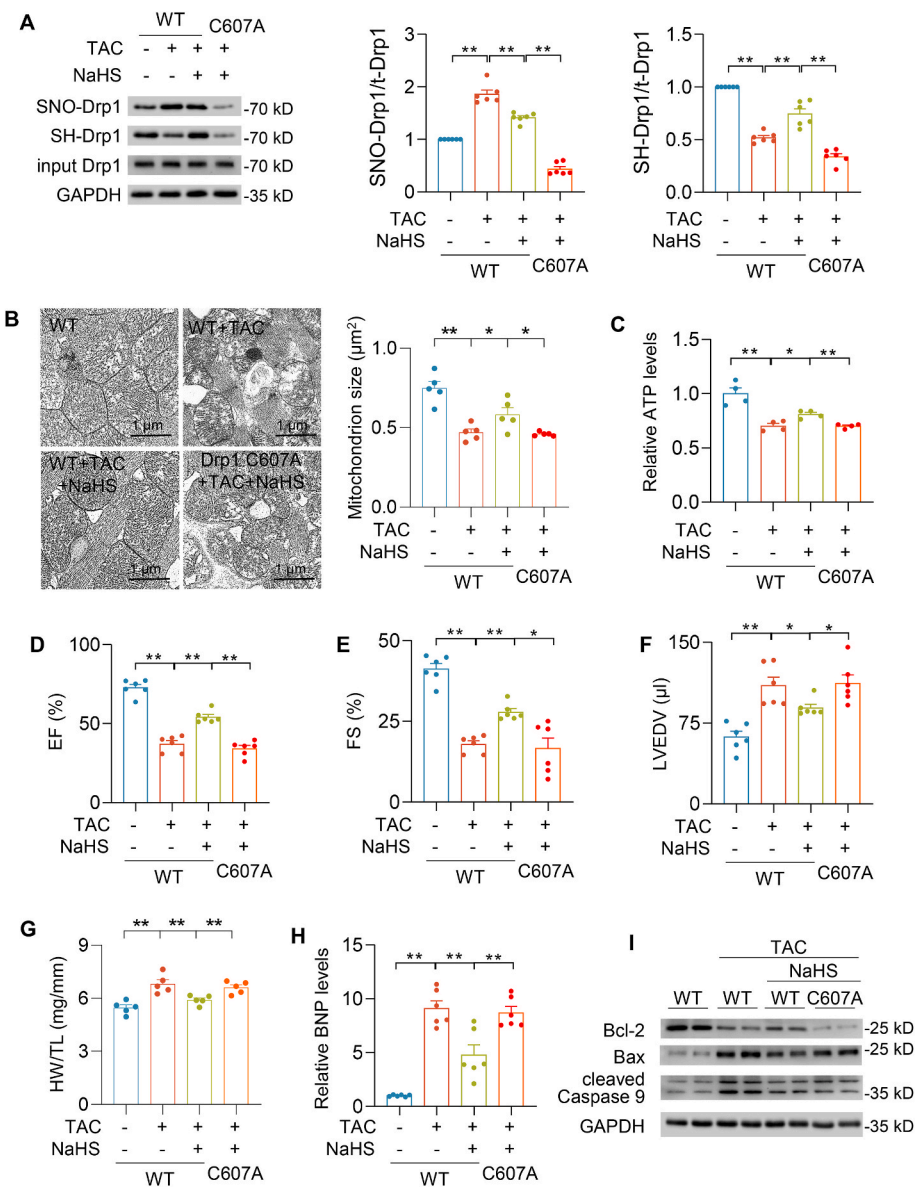 A
WT
C607A
TAC - + + +
NaHS + +
SNO-Drp1 -70 kD
SH-Drp1 -70 kD
input Drp1 -70 kD
GAPDH -35 kD
SNO-Drp1/t-Drp1
3
2
1
0
** ** **
TAC - + + +
NaHS - - + +
WT C607A
SH-Drp1/t-Drp1
1.5
1.0
0.5
0.0
** ** **
TAC - + + +
NaHS - - + +
WT C607A
B
WT
WT+TAC
1 µm
1 µm
WT+TAC
+NaHS
Drp1 C607A
+TAC+NaHS
1 µm
1 µm
Mitochondrion size (µm²)
1.0
0.5
0.0
** * *
TAC - + + +
NaHS - - + +
WT C607A
C
Relative ATP levels
1.5
1.0
0.5
0.0
** * **
TAC - + + +
NaHS - - + +
WT C607A
D
EF (%)
100
50
0
** ** **
TAC - + + +
NaHS - - + +
WT C607A
E
FS (%)
50
25
0
** ** *
TAC - + + +
NaHS - - + +
WT C607A
F
LVEDV (µl)
150
75
0
** * *
TAC - + + +
NaHS - - + +
WT C607A
G
HW/TL (mg/mm)
9
6
3
0
** ** **
TAC - + + +
NaHS - - + +
WT C607A
H
Relative BNP levels
15
10
5
0
** ** **
TAC - + + +
NaHS - - + +
WT C607A
I
TAC
NaHS
WT WT WT C607A
Bcl-2 -25 kD
Bax -25 kD
cleaved
Caspase 9 -35 kD
GAPDH -35 kD